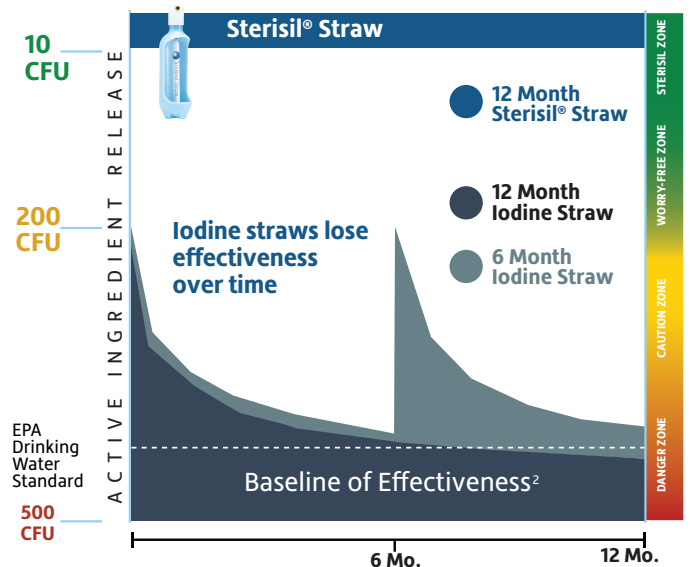 Sterisil® Straw
10
CFU
200
CFU
EPA
Drinking
Water
Standard
500
CFU
ACTIVE INGREDIENT RELEASE
12 Month
Sterisil® Straw
12 Month
Iodine Straw
6 Month
Iodine Straw
Iodine straws lose
effectiveness
over time
Baseline of Effectiveness²
STERISIL ZONE
WORRY-FREE ZONE
CAUTION ZONE
DANGER ZONE
6 Mo.
12 Mo.